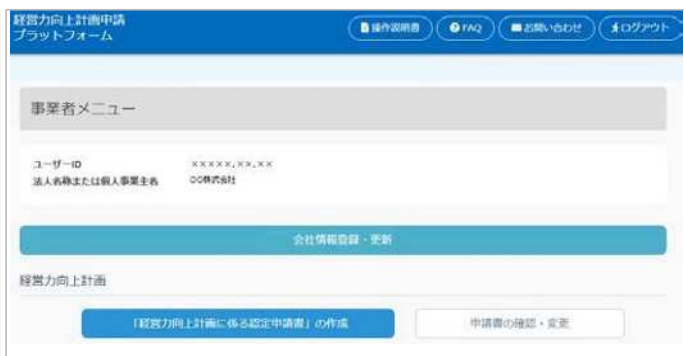 経営力向上計画申請
プラットフォーム
操作説明書
FAQ
お問い合わせ
ログアウト
事業者メニュー
ユーザーID ×××××.××.××
法人名称または個人事業主名 〇〇株式会社
会社情報登録・更新
経営力向上計画
「経営力向上計画に係る認定申請書」の作成
申請書の確認・変更